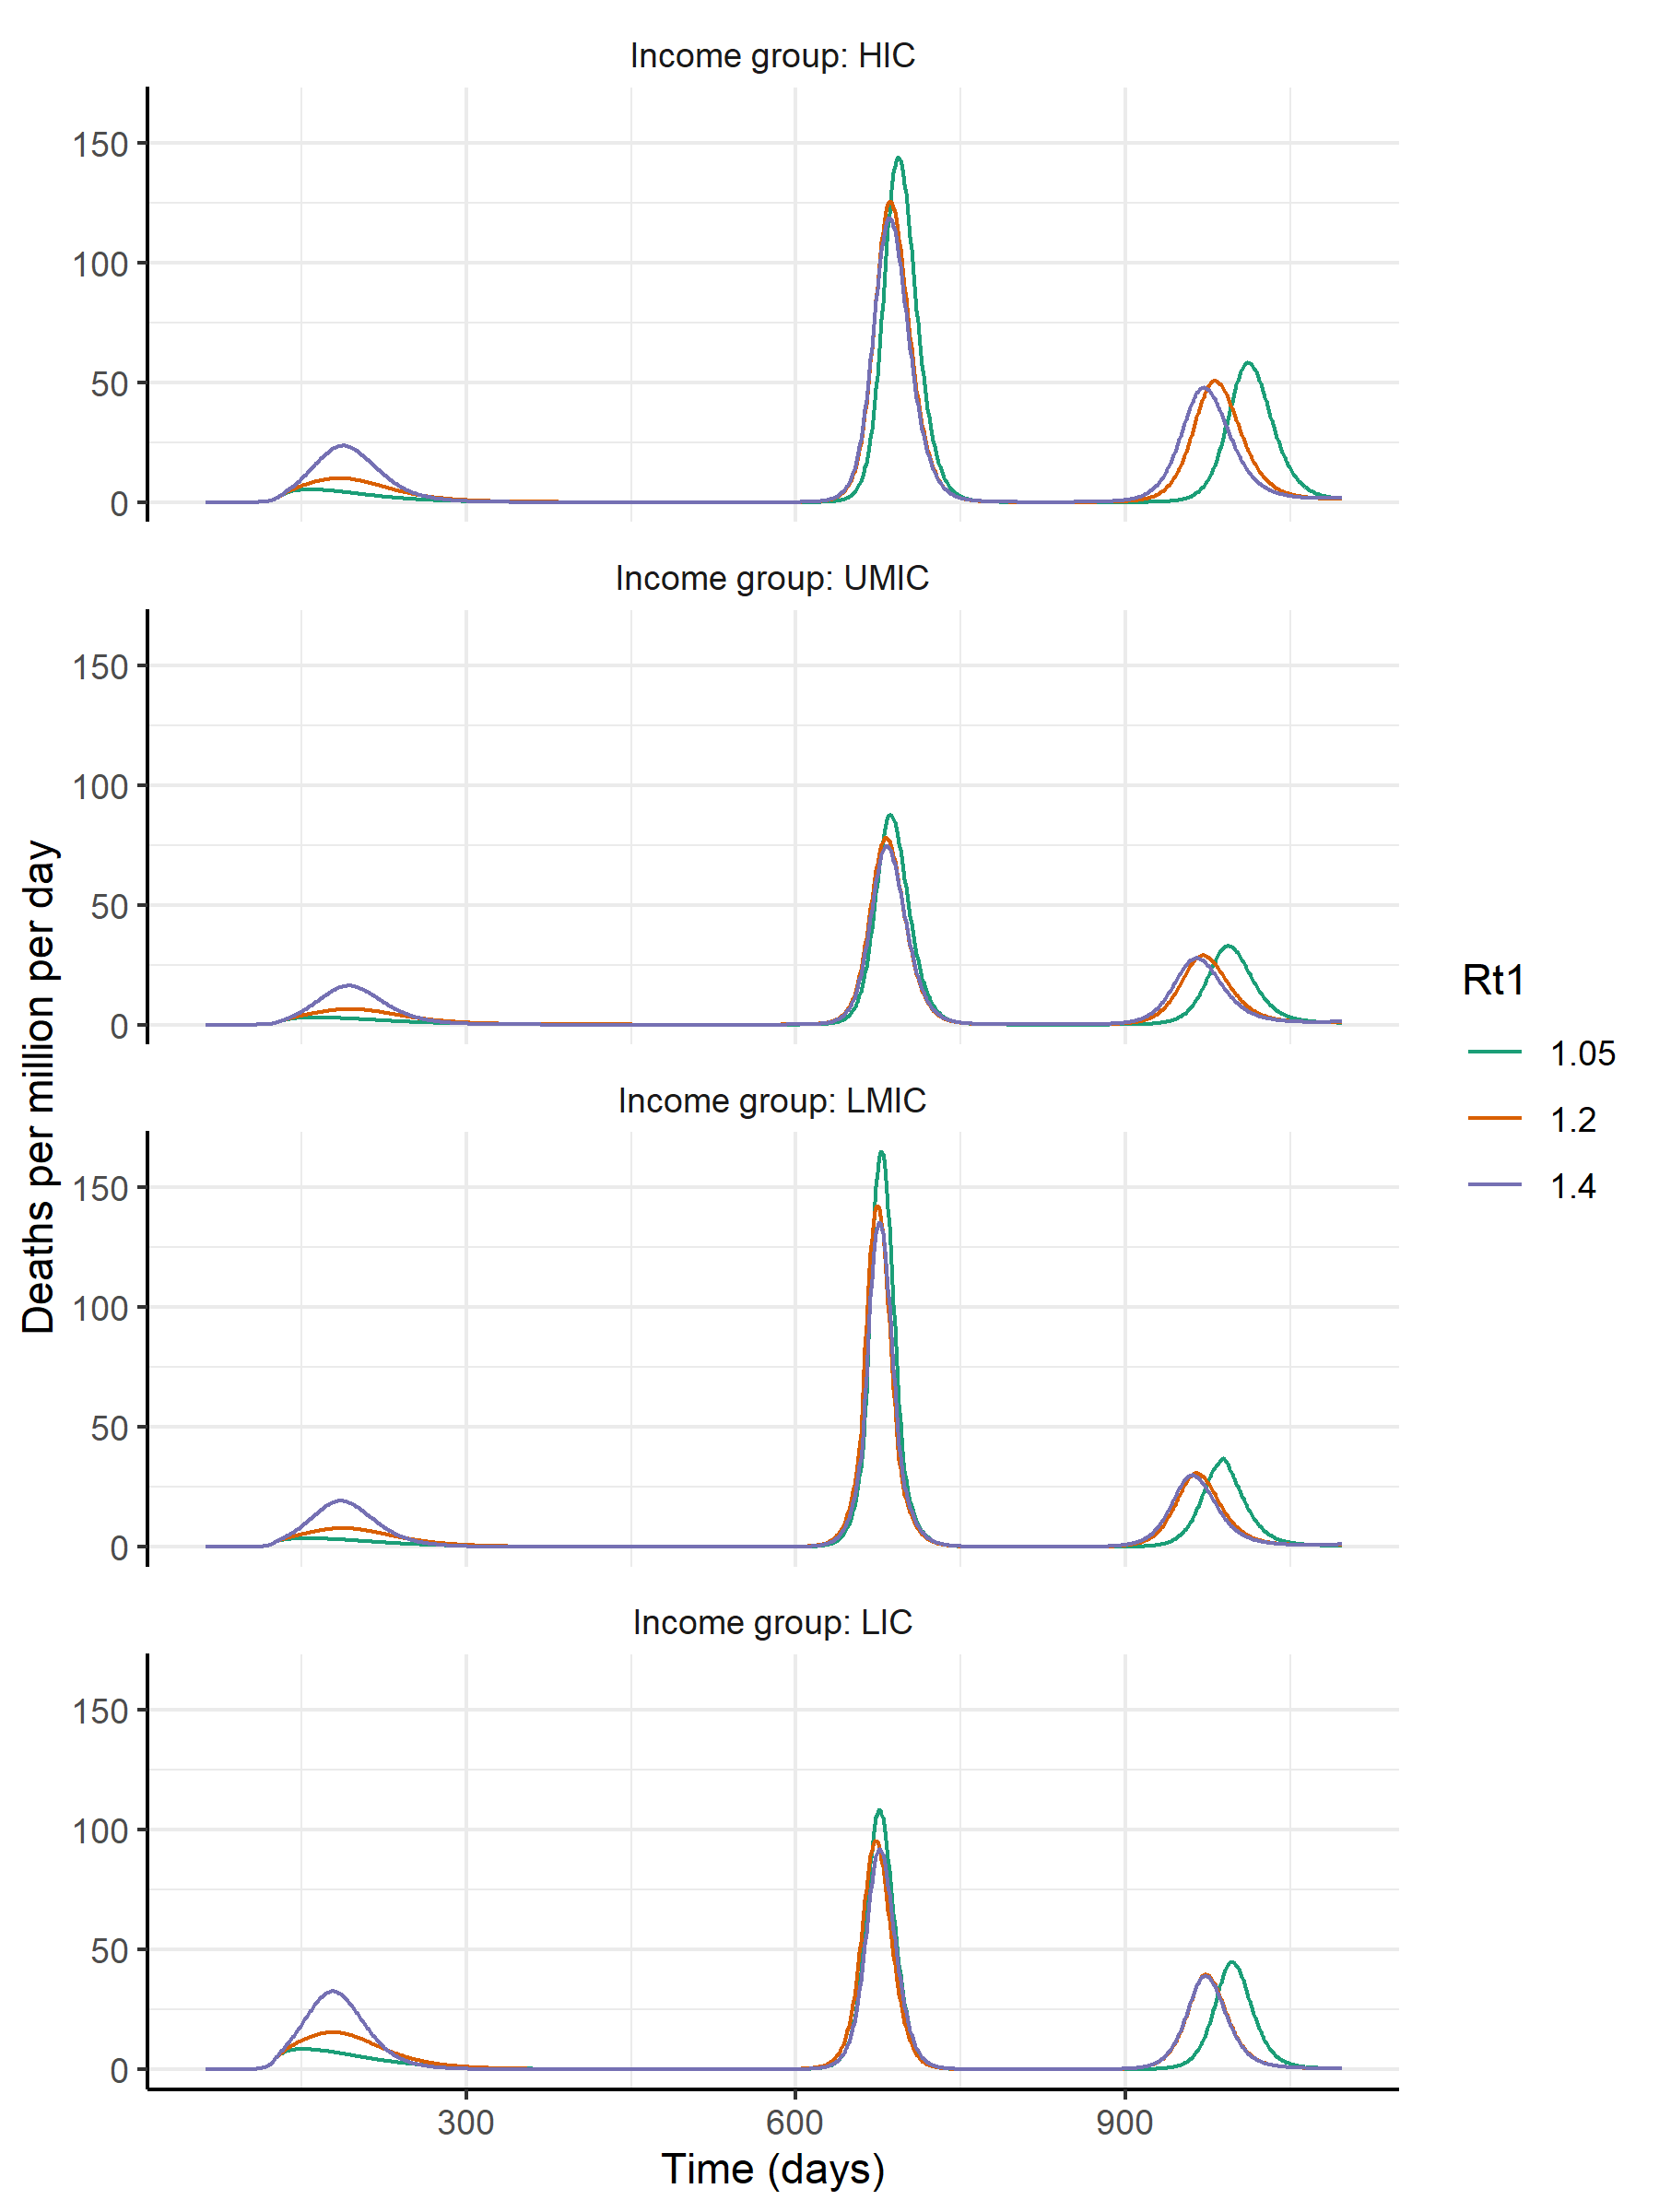 Income group: HIC
150
100
50
0
Income group: UMIC
150
100
50
0
Income group: LMIC
150
100
50
0
Income group: LIC
150
100
50
0
300 600 900
Time (days)
Deaths per million per day
Rt1
1.05
1.2
1.4